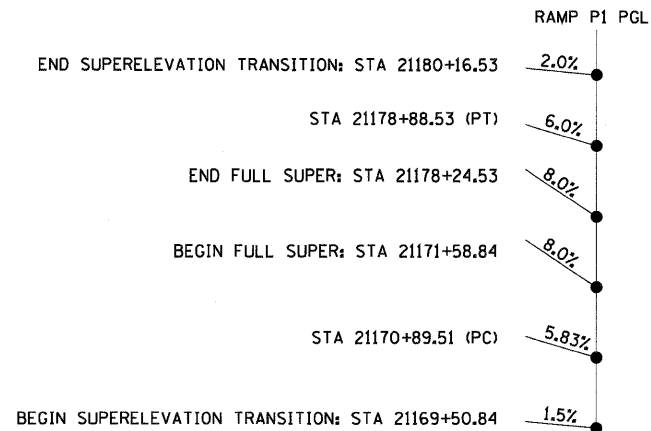 RAMP P1 PGL
END SUPERELEVATION TRANSITION: STA 21180+16.53 2.0%
STA 21178+88.53 (PT) 6.0%
END FULL SUPER: STA 21178+24.53 8.0%
BEGIN FULL SUPER: STA 21171+58.84 8.0%
STA 21170+89.51 (PC) 5.83%
BEGIN SUPERELEVATION TRANSITION: STA 21169+50.84 1.5%